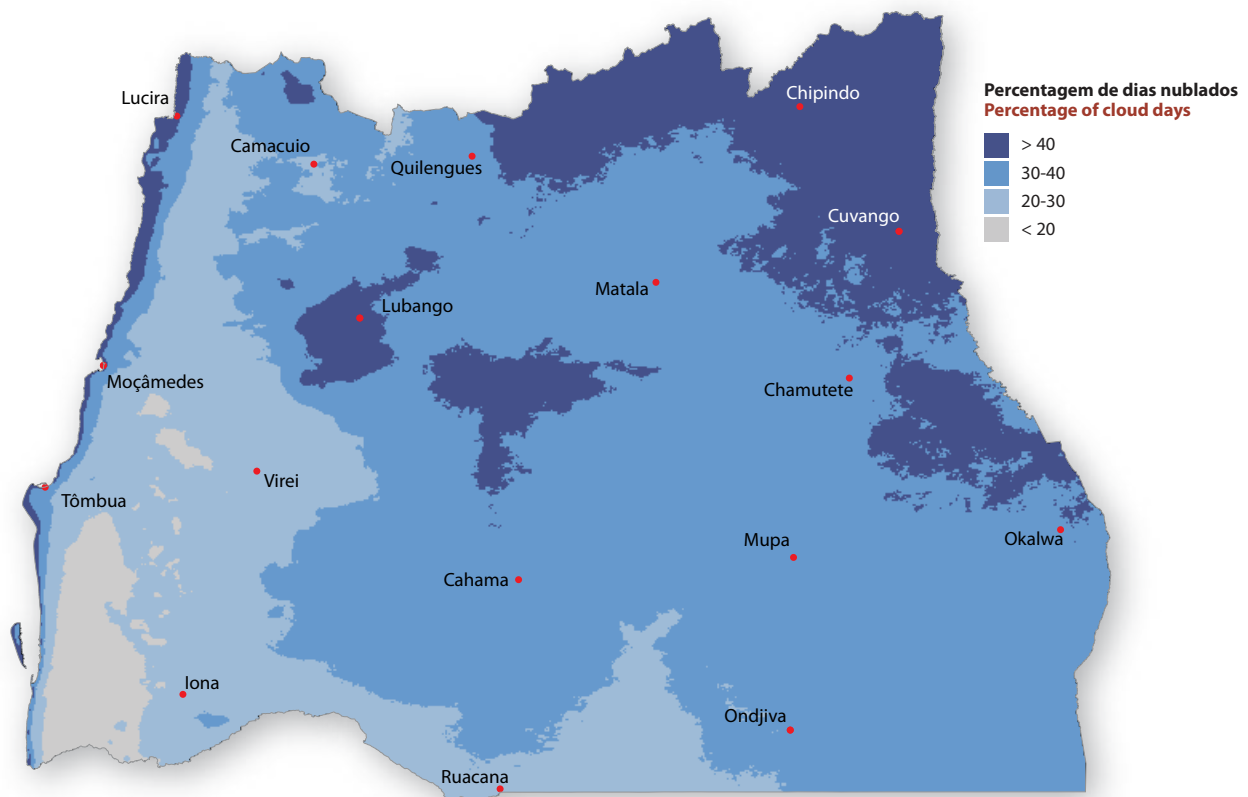 Percentagem de dias nublados
Percentage of cloud days
> 40
30-40
20-30
< 20
Lucira
Chipindo
Camacuio
Quilengues
Cuvango
Matala
Lubango
Moçâmedes
Chamutete
Virei
Tômbua
Okalwa
Mupa
Cahama
Iona
Ondjiva
Ruacana